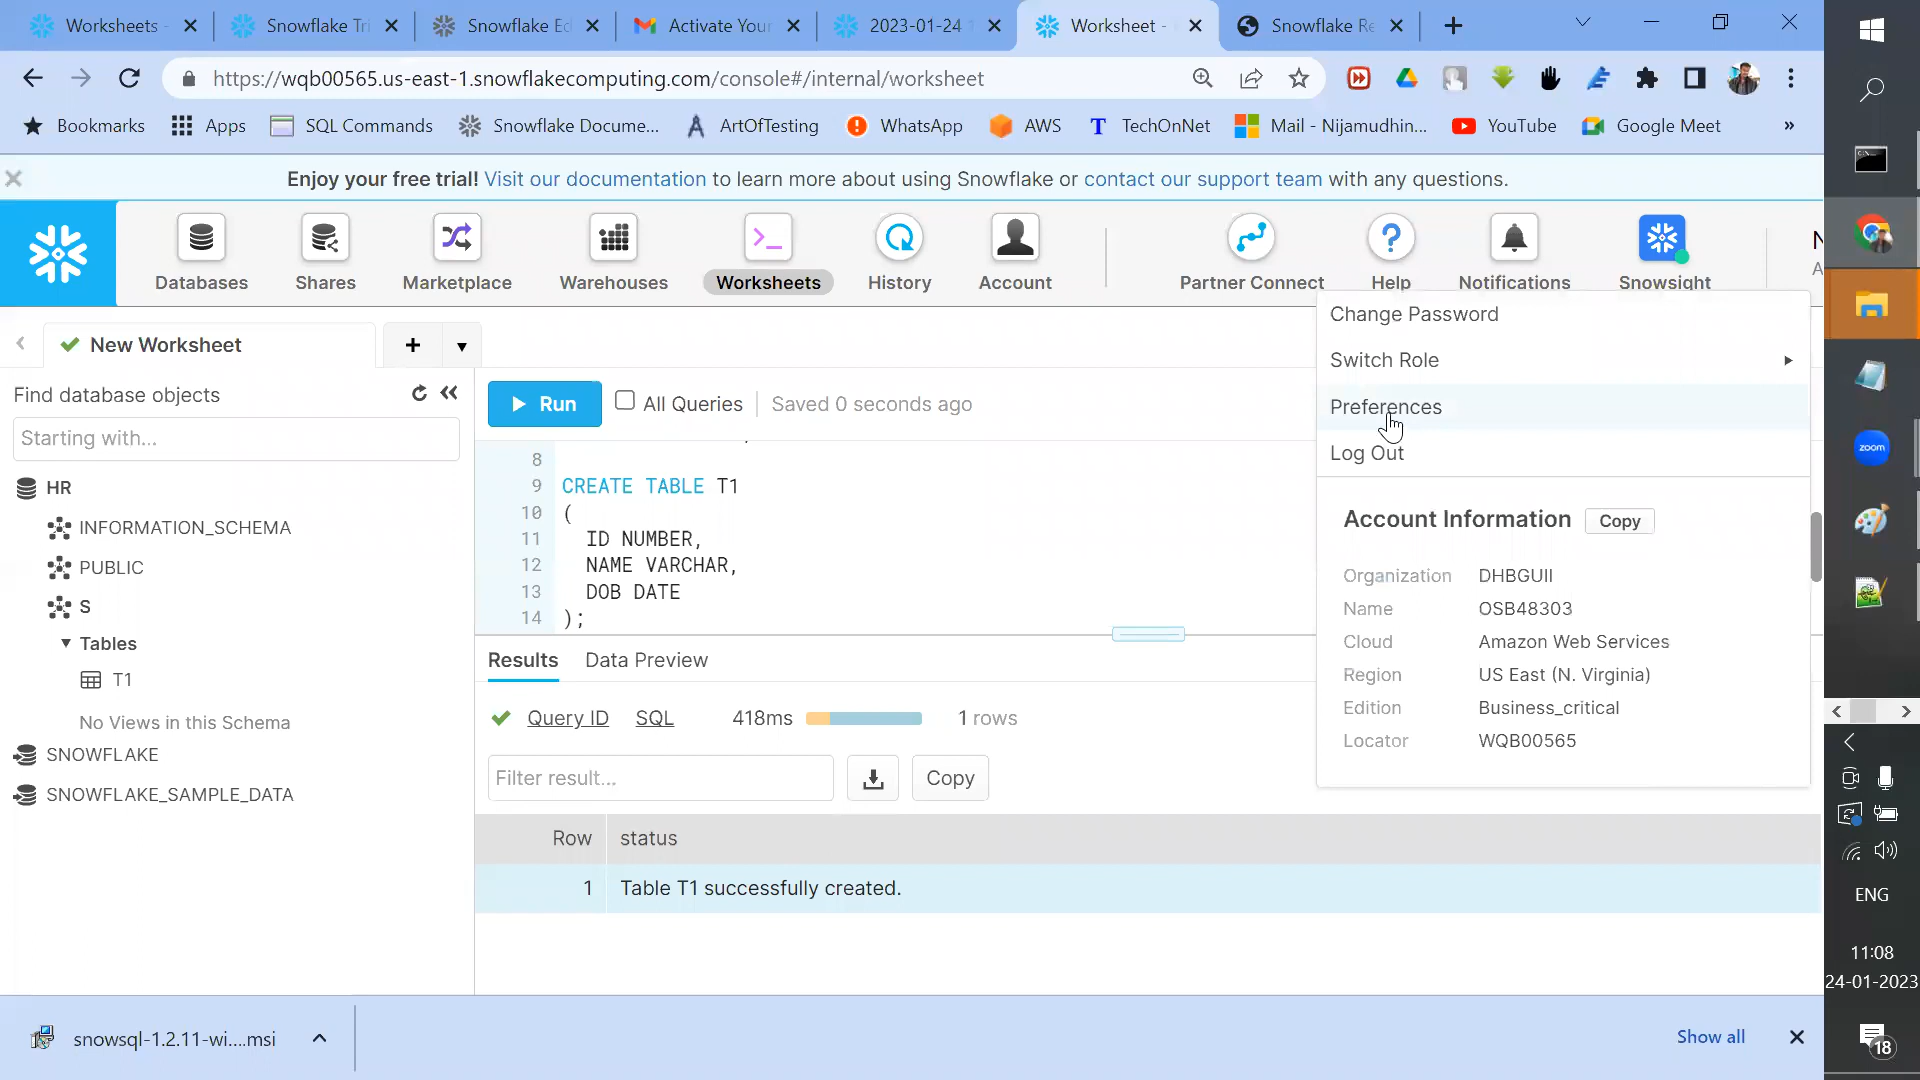 Worksheets -
Snowflake Tri
Snowflake Ed
Activate Your
2023-01-24 1
Worksheet -
Snowflake Re
https://wqb00565.us-east-1.snowflakecomputing.com/console#/internal/worksheet
Bookmarks
Apps
SQL Commands
Snowflake Docume...
ArtOfTesting
WhatsApp
AWS
TechOnNet
Mail - Nijamudhin...
YouTube
Google Meet
»
Enjoy your free trial! Visit our documentation to learn more about using Snowflake or contact our support team with any questions.
Databases
Shares
Marketplace
Warehouses
Worksheets
History
Account
Partner Connect
Help
Notifications
Snowsight
New Worksheet
Find database objects
Starting with...
HR
INFORMATION_SCHEMA
PUBLIC
S
Tables
T1
No Views in this Schema
SNOWFLAKE
SNOWFLAKE_SAMPLE_DATA
Run
All Queries
Saved 0 seconds ago
8
9 CREATE TABLE T1
10 (
11 ID NUMBER,
12 NAME VARCHAR,
13 DOB DATE
14 );
Results
Data Preview
Query ID
SQL
418ms
1 rows
Filter result...
Copy
Row status
1 Table T1 successfully created.
Change Password
Switch Role
Preferences
Log Out
Account Information
Copy
Organization DHBGUII
Name OSB48303
Cloud Amazon Web Services
Region US East (N. Virginia)
Edition Business_critical
Locator WQB00565
snowsql-1.2.11-wi....msi
Show all
zoom
ENG
11:08
24-01-2023
18